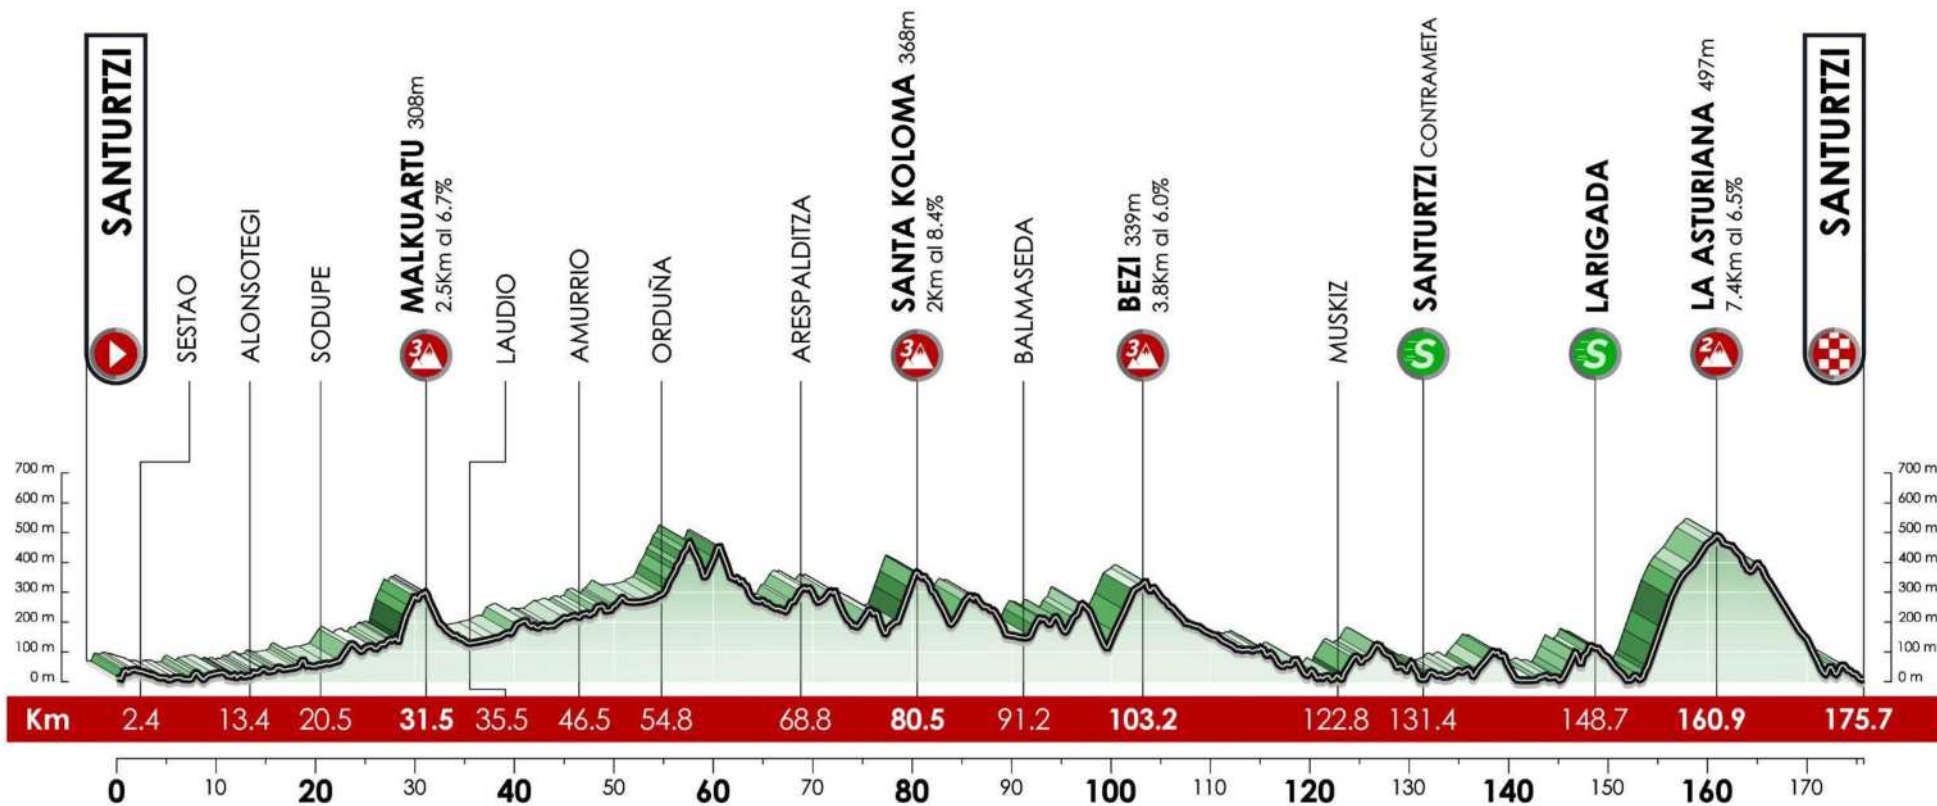 SANTURTZI
SESTAO
ALONSOTEGI
SODUPE
MALKUARTU 308m
2.5Km al 6.7%
3
LAUDIO
AMURRIO
ORDUÑA
ARESPALDITZA
SANTA KOLOMA 368m
2Km al 8.4%
3
BALMASEDA
BEZI 339m
3.8Km al 6.0%
3
MUSKIZ
SANTURTZI CONTRAMETA
S
LARIGADA
S
LA ASTURIANA 497m
7.4Km al 6.5%
2
SANTURTZI
700 m
600 m
500 m
400 m
300 m
200 m
100 m
0 m
700 m
600 m
500 m
400 m
300 m
200 m
100 m
0 m
Km 2.4 13.4 20.5 31.5 35.5 46.5 54.8 68.8 80.5 91.2 103.2 122.8 131.4 148.7 160.9 175.7
0 10 20 30 40 50 60 70 80 90 100 110 120 130 140 150 160 170